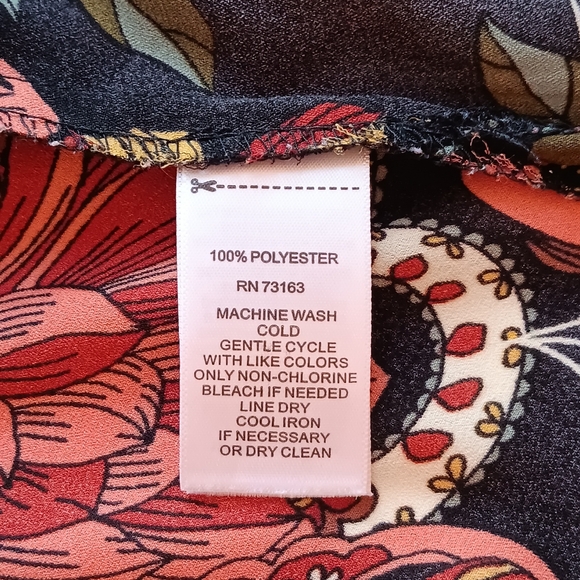 100% POLYESTER
RN 73163
MACHINE WASH
COLD
GENTLE CYCLE
WITH LIKE COLORS
ONLY NON-CHLORINE
BLEACH IF NEEDED
LINE DRY
COOL IRON
IF NECESSARY
OR DRY CLEAN